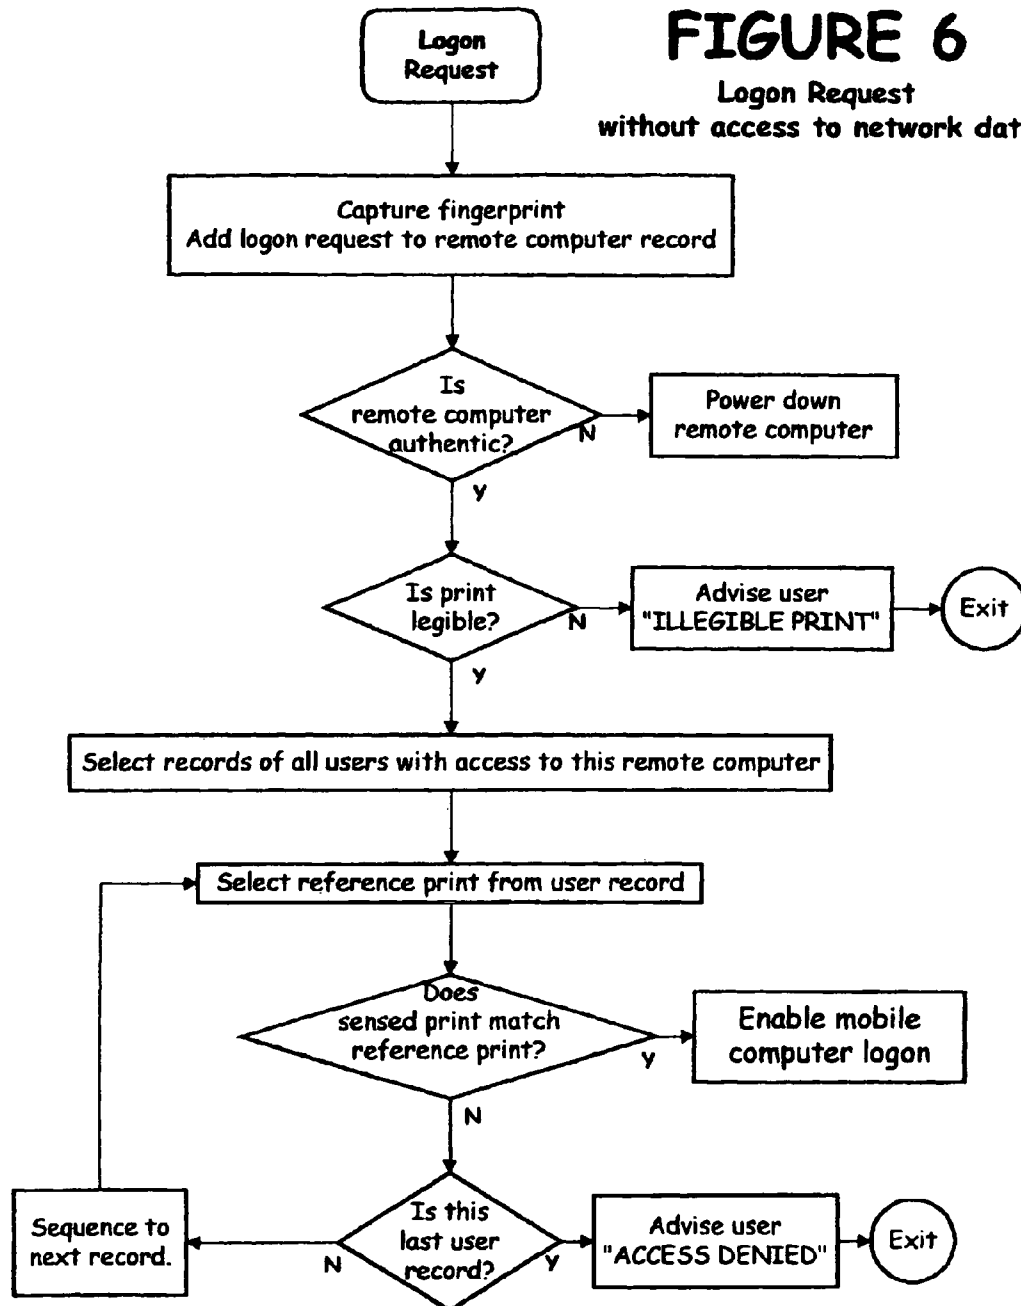 FIGURE 6
Logon Request
without access to network dat
Logon
Request
Capture fingerprint
Add logon request to remote computer record
Is
remote computer
authentic?
N
Power down
remote computer
Y
Is print
legible?
N
Advise user
"ILLEGIBLE PRINT"
Exit
Y
Select records of all users with access to this remote computer
Select reference print from user record
Does
sensed print match
reference print?
Y
Enable mobile
computer logon
N
Is this
last user
record?
N
Sequence to
next record.
Y
Advise user
"ACCESS DENIED"
Exit